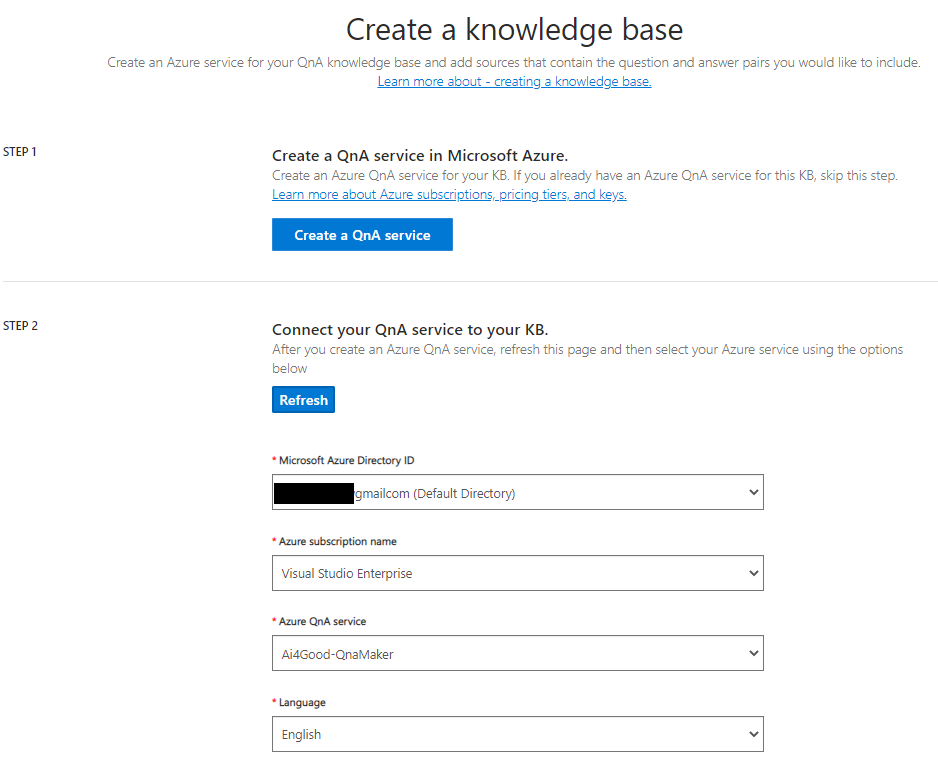 Create a knowledge base
Create an Azure service for your QnA knowledge base and add sources that contain the question and answer pairs you would like to include.
Learn more about - creating a knowledge base.
STEP 1
Create a QnA service in Microsoft Azure.
Create an Azure QnA service for your KB. If you already have an Azure QnA service for this KB, skip this step.
Learn more about Azure subscriptions, pricing tiers, and keys.
Create a QnA service
STEP 2
Connect your QnA service to your KB.
After you create an Azure QnA service, refresh this page and then select your Azure service using the options
below
Refresh
* Microsoft Azure Directory ID
gmailcom (Default Directory)
* Azure subscription name
Visual Studio Enterprise
* Azure QnA service
Ai4Good-QnaMaker
* Language
English